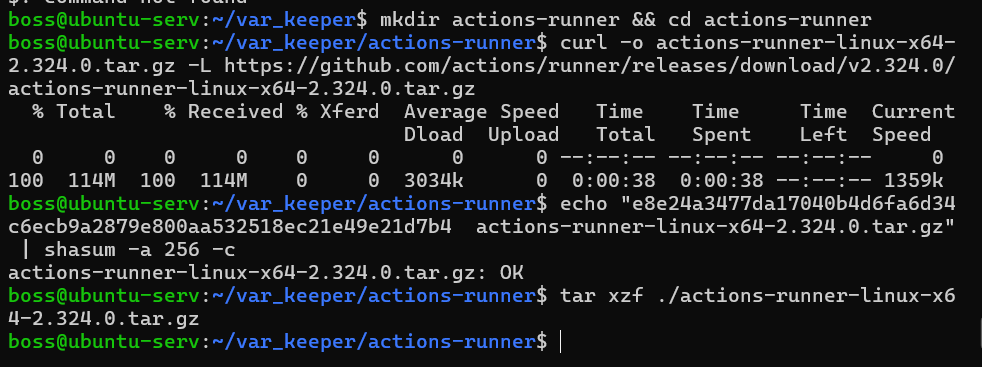 $: command not found
boss@ubuntu-serv:~/var_keeper$ mkdir actions-runner && cd actions-runner
boss@ubuntu-serv:~/var_keeper/actions-runner$ curl -o actions-runner-linux-x64-
2.324.0.tar.gz -L https://github.com/actions/runner/releases/download/v2.324.0/
actions-runner-linux-x64-2.324.0.tar.gz
% Total % Received % Xferd Average Speed Time Time Time Current
Dload Upload Total Spent Left Speed
0 0 0 0 0 0 0 0 --:--:-- --:--:-- --:--:-- 0
100 114M 100 114M 0 0 3034k 0 0:00:38 0:00:38 --:--:-- 1359k
boss@ubuntu-serv:~/var_keeper/actions-runner$ echo "e8e24a3477da17040b4d6fa6d34
c6ecb9a2879e800aa532518ec21e49e21d7b4 actions-runner-linux-x64-2.324.0.tar.gz"
| shasum -a 256 -c
actions-runner-linux-x64-2.324.0.tar.gz: OK
boss@ubuntu-serv:~/var_keeper/actions-runner$ tar xzf ./actions-runner-linux-x6
4-2.324.0.tar.gz
boss@ubuntu-serv:~/var_keeper/actions-runner$